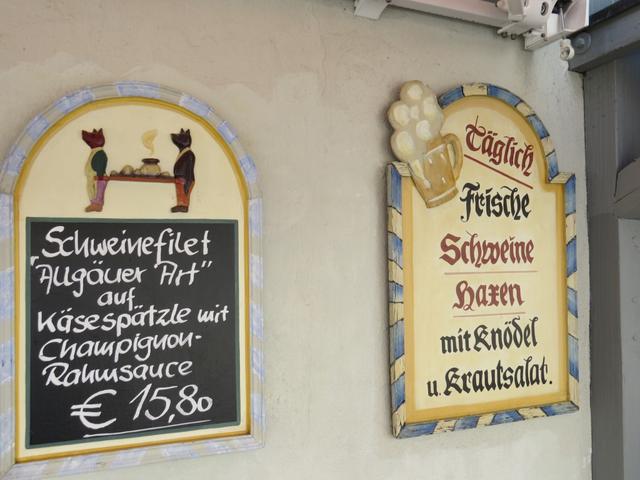 Schweinefilet
"Allgäuer Art"
auf
Käsespätzle mit
Champignon-
Rahmsauce
€ 15,80
Täglich
Frische
Schweine
Haxen
mit Knödel
u. Krautsalat.